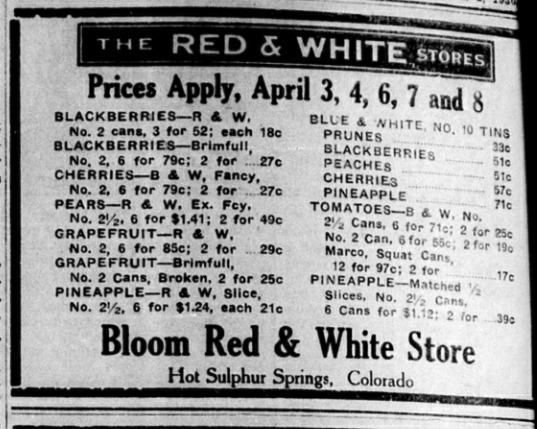 THE RED & WHITE STORES
Prices Apply, April 3, 4, 6, 7 and 8
BLACKBERRIES—R & W,
No. 2 cans, 3 for 52; each 18c
BLACKBERRIES—Brimfull,
No. 2, 6 for 79c; 2 for ....27c
CHERRIES—B & W, Fancy,
No. 2, 6 for 79c; 2 for ....27c
PEARS—R & W, Ex. Fcy,
No. 2½, 6 for $1.41; 2 for 49c
GRAPEFRUIT—R & W,
No. 2, 6 for 85c; 2 for ....29c
GRAPEFRUIT—Brimfull,
No. 2 Cans, Broken, 2 for 25c
PINEAPPLE—R & W, Slice,
No. 2½, 6 for $1.24, each 21c
BLUE & WHITE, NO. 10 TINS
PRUNES ........ 33c
BLACKBERRIES ........ 51c
PEACHES ........ 51c
CHERRIES ........ 57c
PINEAPPLE ........ 71c
TOMATOES—B & W, No.
2½ Cans, 6 for 71c; 2 for 25c
No. 2 Can, 6 for 55c; 2 for 19c
Marco, Squat Cans,
12 for 97c; 2 for ........17c
PINEAPPLE—Matched ½
Slices, No. 2½ Cans,
6 Cans for $1.12; 2 for ....39c
Bloom Red & White Store
Hot Sulphur Springs, Colorado